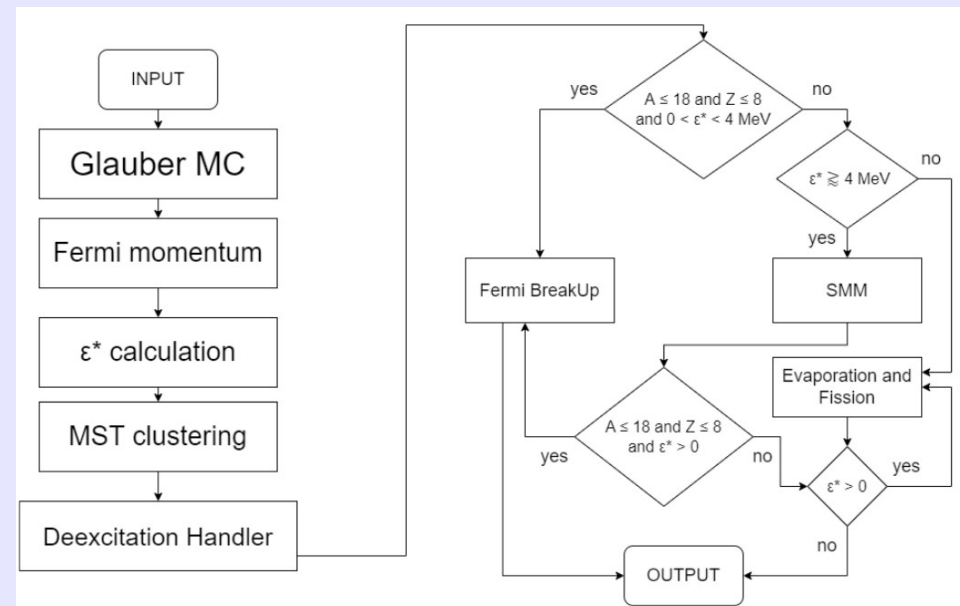 INPUT
Glauber MC
Fermi momentum
ε* calculation
MST clustering
Deexcitation Handler
A ≤ 18 and Z ≤ 8
and 0 < ε* < 4 MeV
yes
no
ε* ≳ 4 MeV
no
yes
Fermi BreakUp
SMM
Evaporation and
Fission
A ≤ 18 and Z ≤ 8
and ε* > 0
yes
no
ε* > 0
yes
no
OUTPUT